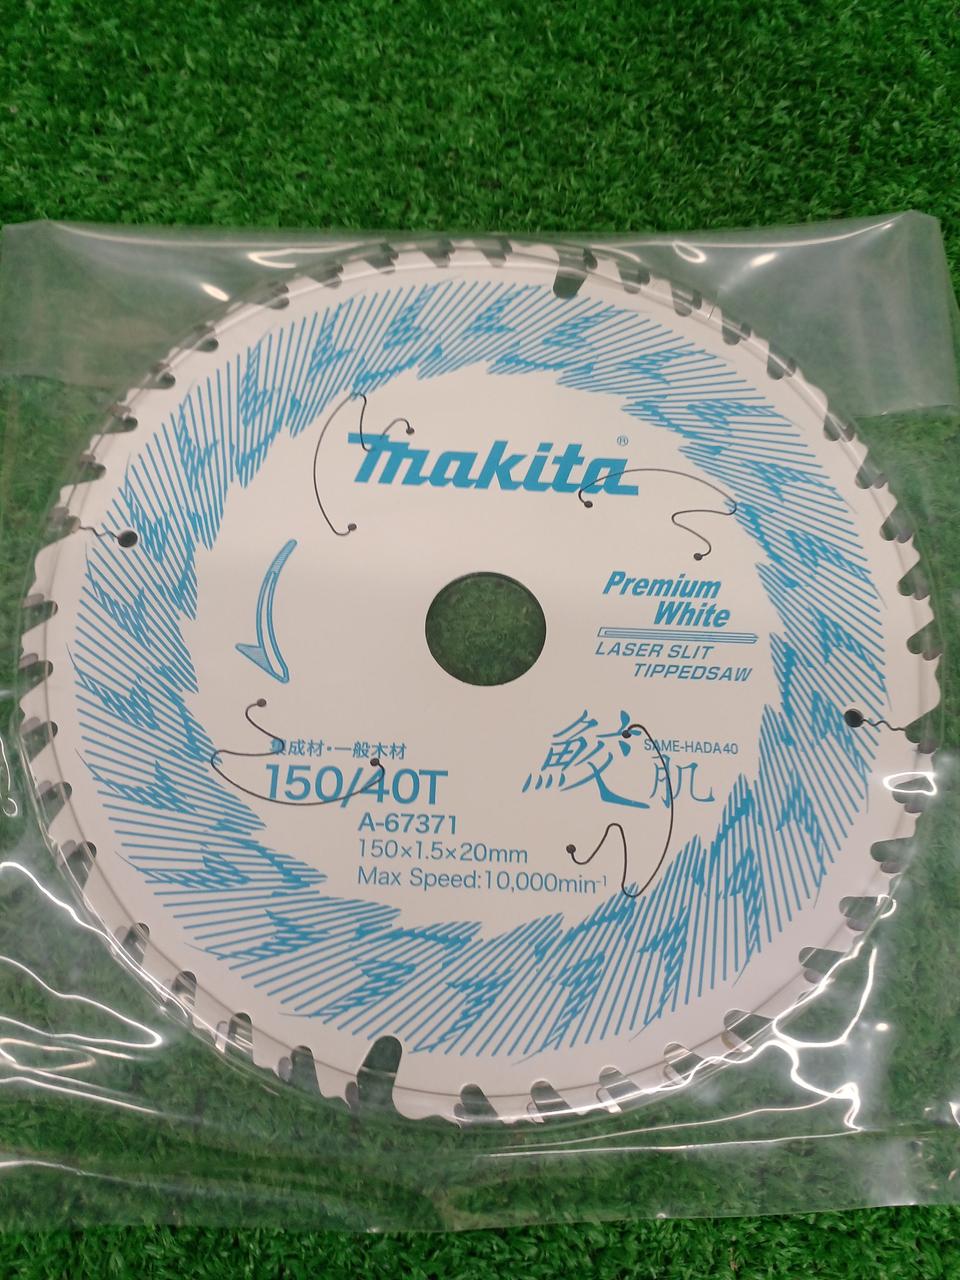 makita®
Premium
White
LASER SLIT
TIPPEDSAW
鮫肌
SAME-HADA40
集成材・一般木材
150/40T
A-67371
150×1.5×20mm
Max Speed:10,000min⁻¹